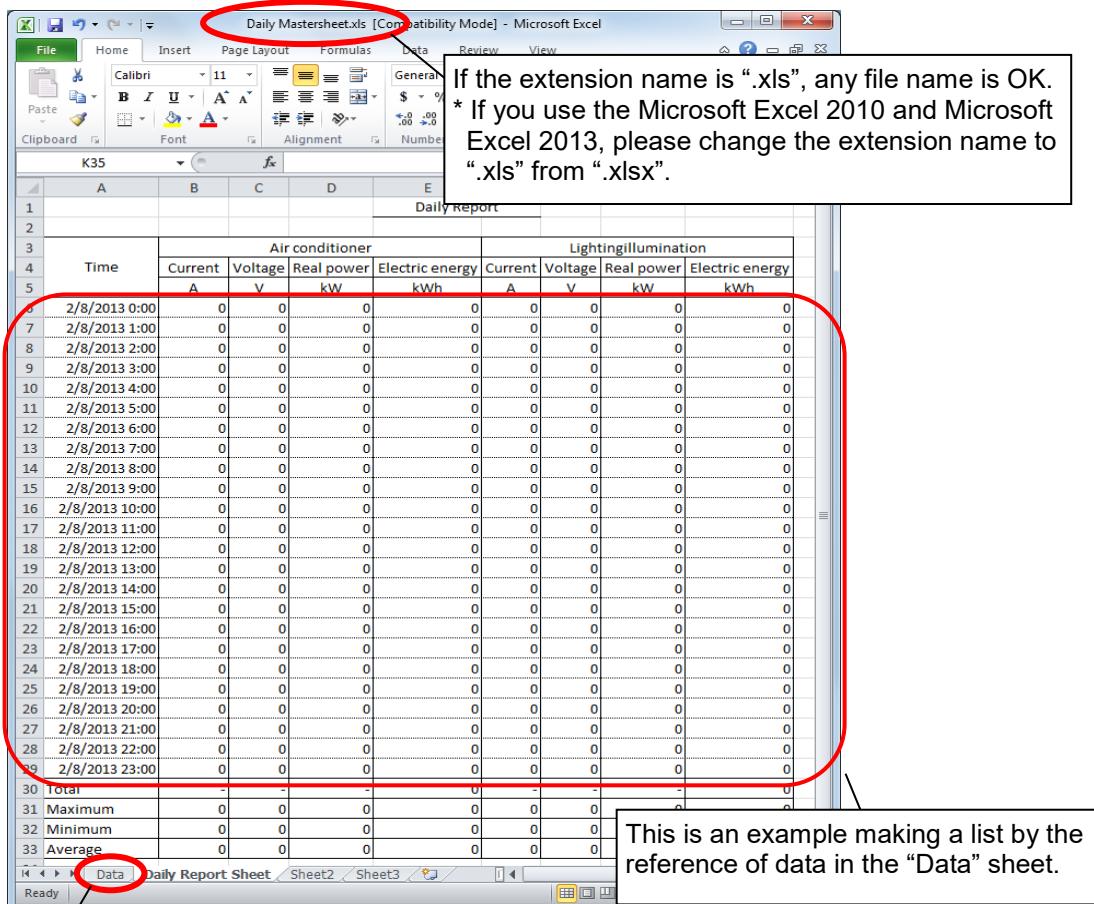 Daily Mastersheet.xls [Compatibility Mode] - Microsoft Excel
File Home Insert Page Layout Formulas Data Review View
If the extension name is ".xls", any file name is OK.
* If you use the Microsoft Excel 2010 and Microsoft
Excel 2013, please change the extension name to
".xls" from ".xlsx".
Calibri 11 General
Paste B I U A A $ %
Clipboard Font Alignment Number
K35 fx
A B C D E
1 Daily Report
2
3 Air conditioner Lightingillumination
4 Time Current Voltage Real power Electric energy Current Voltage Real power Electric energy
5 A V kW kWh A V kW kWh
6 2/8/2013 0:00 0 0 0 0 0 0 0 0
7 2/8/2013 1:00 0 0 0 0 0 0 0 0
8 2/8/2013 2:00 0 0 0 0 0 0 0 0
9 2/8/2013 3:00 0 0 0 0 0 0 0 0
10 2/8/2013 4:00 0 0 0 0 0 0 0 0
11 2/8/2013 5:00 0 0 0 0 0 0 0 0
12 2/8/2013 6:00 0 0 0 0 0 0 0 0
13 2/8/2013 7:00 0 0 0 0 0 0 0 0
14 2/8/2013 8:00 0 0 0 0 0 0 0 0
15 2/8/2013 9:00 0 0 0 0 0 0 0 0
16 2/8/2013 10:00 0 0 0 0 0 0 0 0
17 2/8/2013 11:00 0 0 0 0 0 0 0 0
18 2/8/2013 12:00 0 0 0 0 0 0 0 0
19 2/8/2013 13:00 0 0 0 0 0 0 0 0
20 2/8/2013 14:00 0 0 0 0 0 0 0 0
21 2/8/2013 15:00 0 0 0 0 0 0 0 0
22 2/8/2013 16:00 0 0 0 0 0 0 0 0
23 2/8/2013 17:00 0 0 0 0 0 0 0 0
24 2/8/2013 18:00 0 0 0 0 0 0 0 0
25 2/8/2013 19:00 0 0 0 0 0 0 0 0
26 2/8/2013 20:00 0 0 0 0 0 0 0 0
27 2/8/2013 21:00 0 0 0 0 0 0 0 0
28 2/8/2013 22:00 0 0 0 0 0 0 0 0
29 2/8/2013 23:00 0 0 0 0 0 0 0 0
30 Total - - - 0 - - - 0
31 Maximum 0 0 0 0 0 0 0 0
32 Minimum 0 0 0 0 0 0
33 Average 0 0 0 0 0 0
This is an example making a list by the
reference of data in the "Data" sheet.
Data Daily Report Sheet Sheet2 Sheet3
Ready